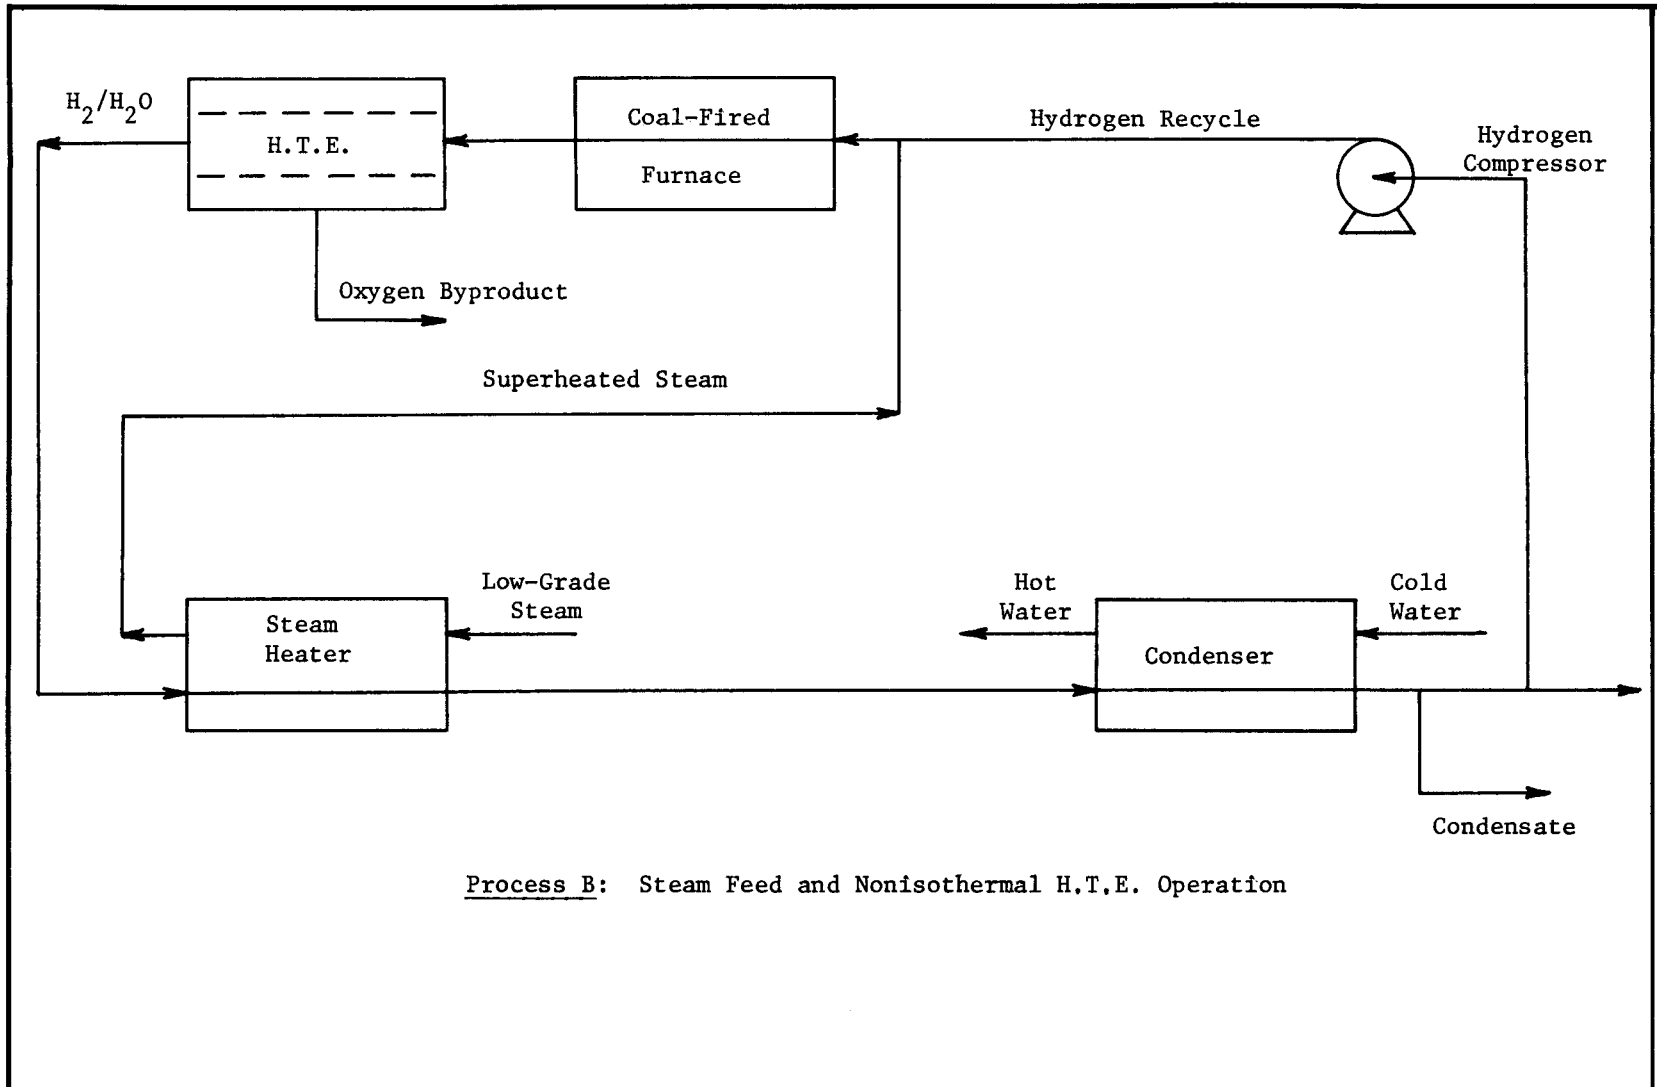 H2/H2O
H.T.E.
Coal-Fired
Furnace
Hydrogen Recycle
Hydrogen
Compressor
Oxygen Byproduct
Superheated Steam
Steam
Heater
Low-Grade
Steam
Hot
Water
Condenser
Cold
Water
Condensate
Process B: Steam Feed and Nonisothermal H.T.E. Operation